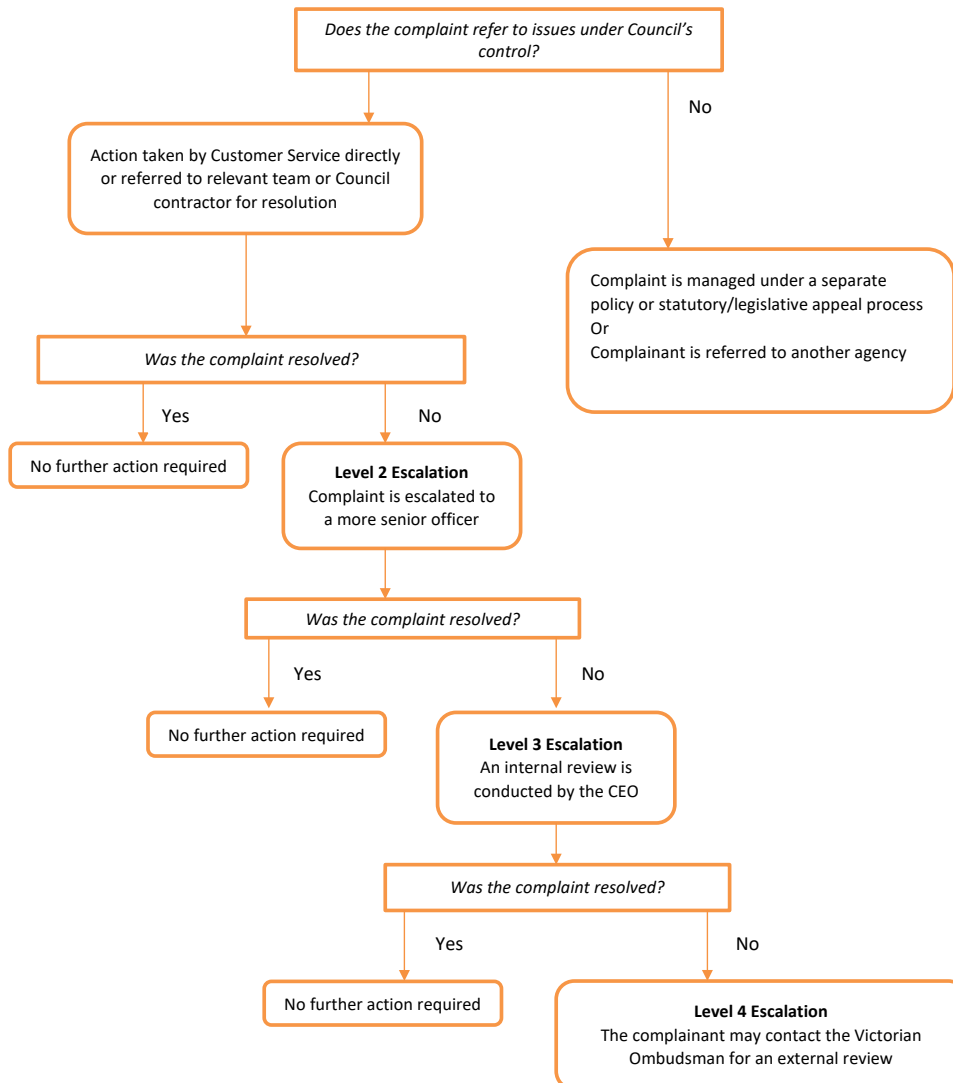 Does the complaint refer to issues under Council’s
control?
No
Action taken by Customer Service directly
or referred to relevant team or Council
contractor for resolution
Complaint is managed under a separate
policy or statutory/legislative appeal process
Or
Complainant is referred to another agency
Was the complaint resolved?
Yes
No
No further action required
Level 2 Escalation
Complaint is escalated to
a more senior officer
Was the complaint resolved?
Yes
No
No further action required
Level 3 Escalation
An internal review is
conducted by the CEO
Was the complaint resolved?
Yes
No
No further action required
Level 4 Escalation
The complainant may contact the Victorian
Ombudsman for an external review